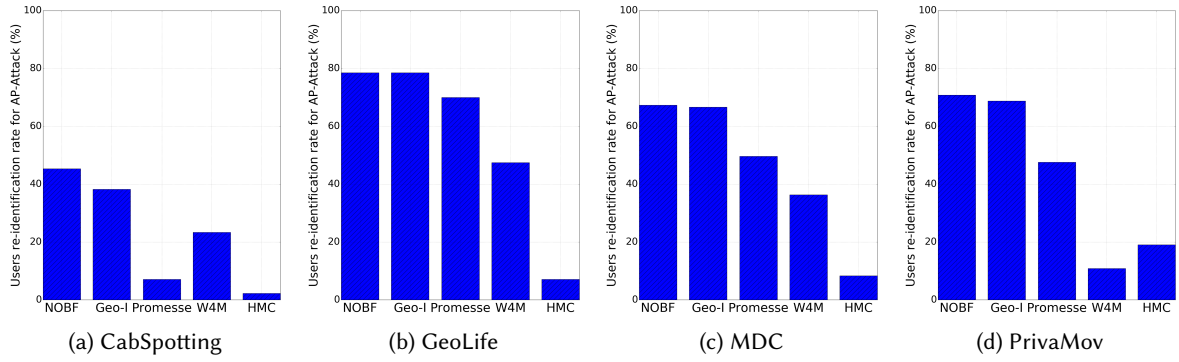 Users re-identification rate for AP-Attack (%)
100
80
60
40
20
0
NOBF Geo-I Promesse W4M HMC
(a) CabSpotting
Users re-identification rate for AP-Attack (%)
100
80
60
40
20
0
NOBF Geo-I Promesse W4M HMC
(b) GeoLife
Users re-identification rate for AP-Attack (%)
100
80
60
40
20
0
NOBF Geo-I Promesse W4M HMC
(c) MDC
Users re-identification rate for AP-Attack (%)
100
80
60
40
20
0
NOBF Geo-I Promesse W4M HMC
(d) PrivaMov